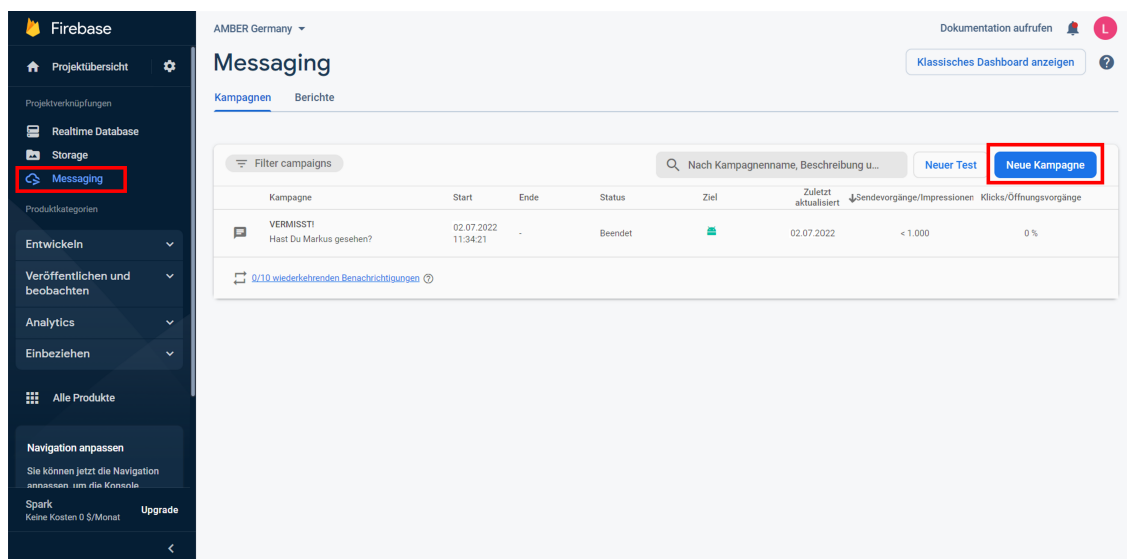 Firebase
Projektübersicht
Projektverknüpfungen
Realtime Database
Storage
Messaging
Produktkategorien
Entwickeln
Veröffentlichen und
beobachten
Analytics
Einbeziehen
Alle Produkte
Navigation anpassen
Sie können jetzt die Navigation
anpassen, um die Konsole
Spark
Keine Kosten 0 $/Monat
Upgrade
AMBER Germany
Dokumentation aufrufen
L
Messaging
Klassisches Dashboard anzeigen
Kampagnen Berichte
Filter campaigns
Nach Kampagnenname, Beschreibung u...
Neuer Test
Neue Kampagne
Kampagne Start Ende Status Ziel Zuletzt aktualisiert Sendevorgänge/Impressionen Klicks/Öffnungsvorgänge
VERMISST!
Hast Du Markus gesehen?
02.07.2022
11:34:21
-
Beendet
02.07.2022
< 1.000
0 %
0/10 wiederkehrenden Benachrichtigungen